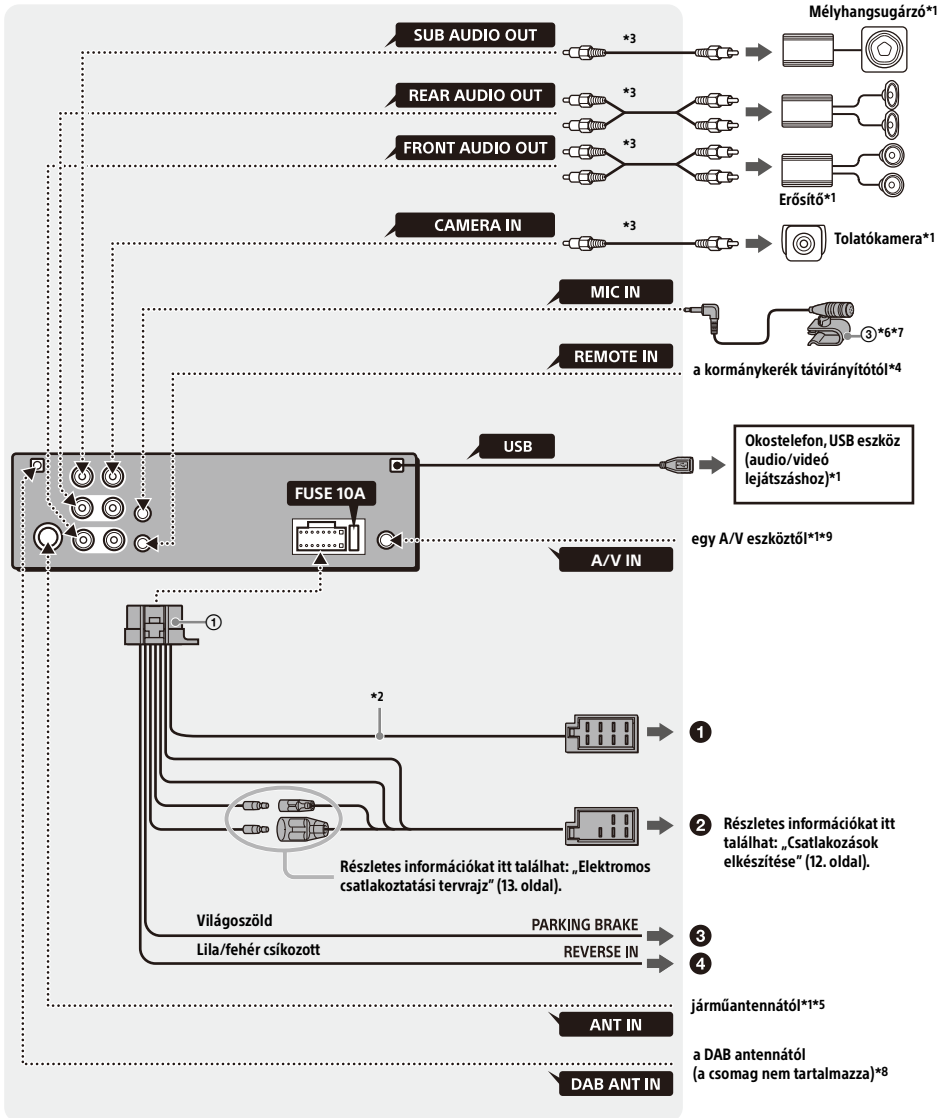 Mélyhangsugárzó*1
SUB AUDIO OUT
*3
REAR AUDIO OUT
*3
FRONT AUDIO OUT
*3
Erősítő*1
CAMERA IN
*3
Tolatókamera*1
MIC IN
③*6*7
REMOTE IN
a kormánykerék távirányítótól*4
USB
Okostelefon, USB eszköz
(audio/videó
lejátszáshoz)*1
FUSE 10A
egy A/V eszköztől*1*9
A/V IN
①
*2
❶
❷ Részletes információkat itt
találhat: „Csatlakozások
elkészítése" (12. oldal).
Részletes információkat itt találhat: „Elektromos
csatlakoztatási tervrajz" (13. oldal).
Világoszöld PARKING BRAKE ❸
Lila/fehér csíkozott REVERSE IN ❹
járműantennától*1*5
ANT IN
a DAB antennától
(a csomag nem tartalmazza)*8
DAB ANT IN